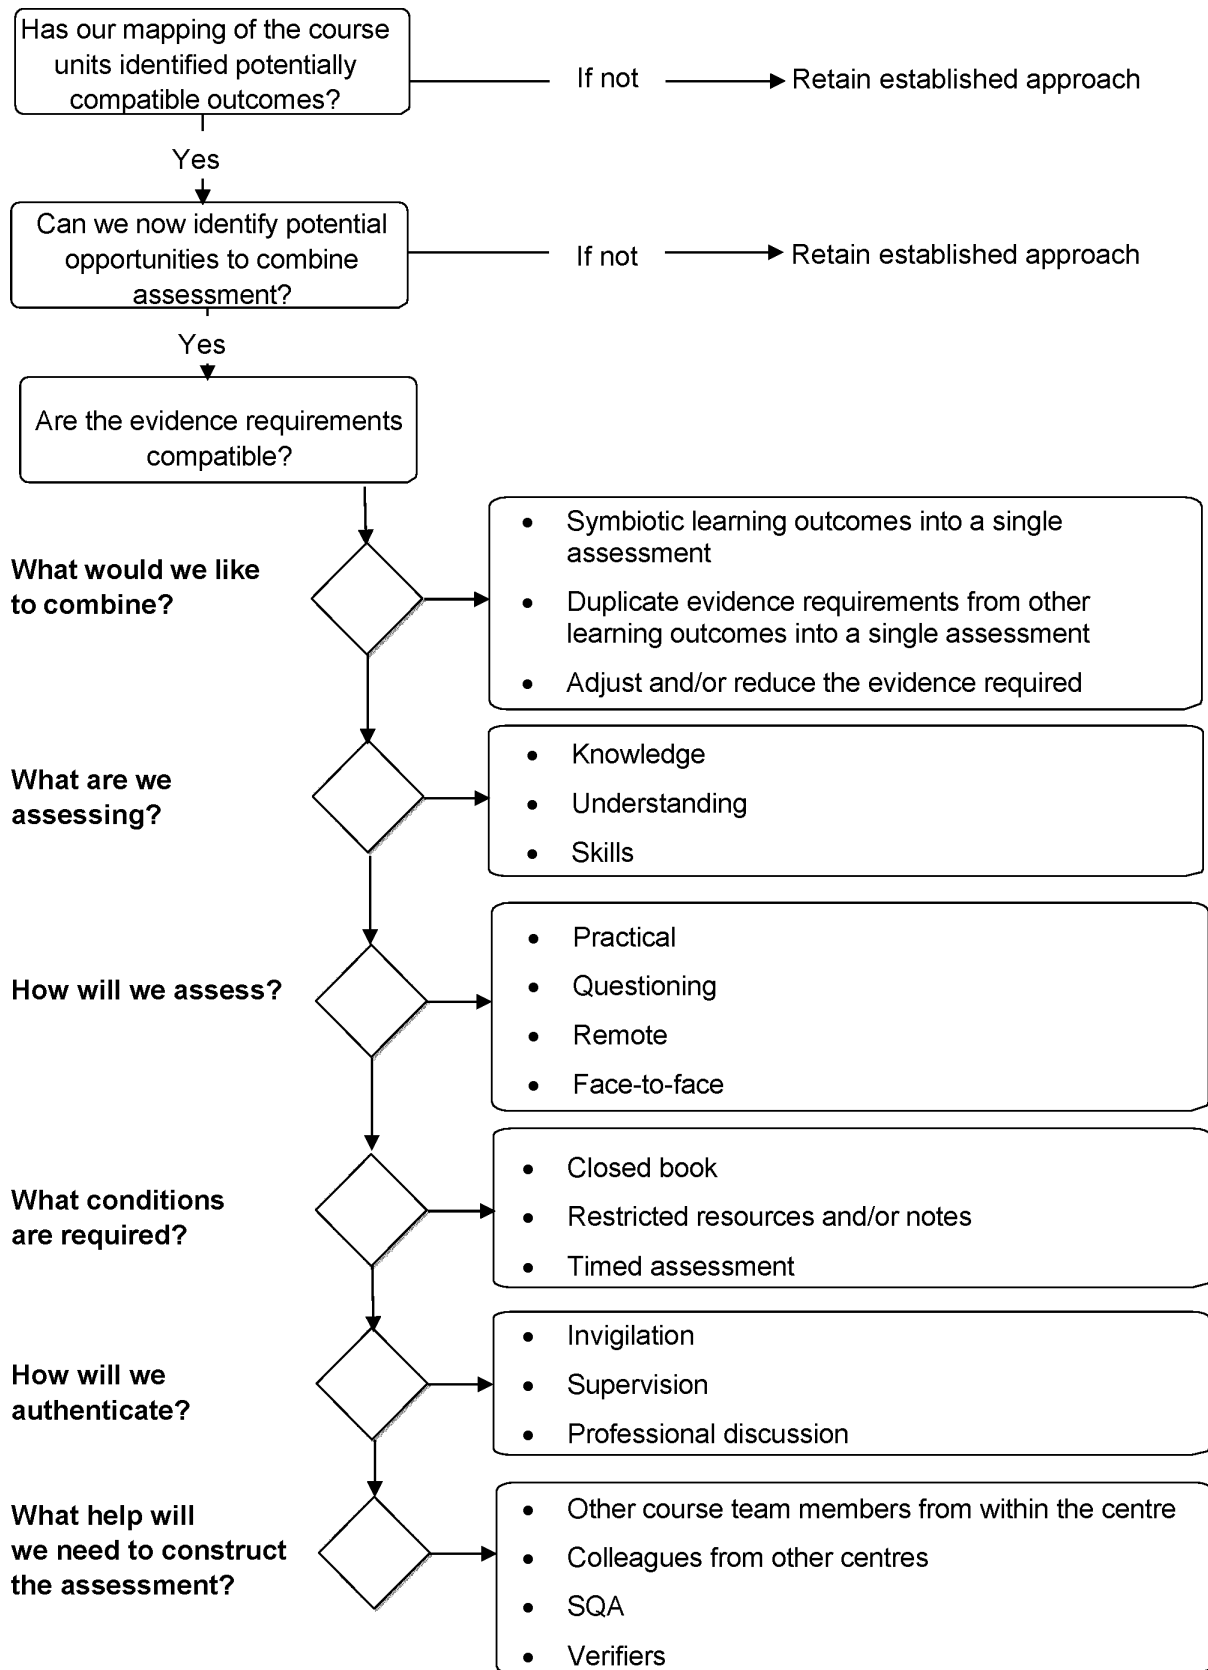 Has our mapping of the course
units identified potentially
compatible outcomes?
If not
Retain established approach
Yes
Can we now identify potential
opportunities to combine
assessment?
If not
Retain established approach
Yes
Are the evidence requirements
compatible?
What would we like
to combine?
• Symbiotic learning outcomes into a single
assessment
• Duplicate evidence requirements from other
learning outcomes into a single assessment
• Adjust and/or reduce the evidence required
What are we
assessing?
• Knowledge
• Understanding
• Skills
How will we assess?
• Practical
• Questioning
• Remote
• Face-to-face
What conditions
are required?
• Closed book
• Restricted resources and/or notes
• Timed assessment
How will we
authenticate?
• Invigilation
• Supervision
• Professional discussion
What help will
we need to construct
the assessment?
• Other course team members from within the centre
• Colleagues from other centres
• SQA
• Verifiers